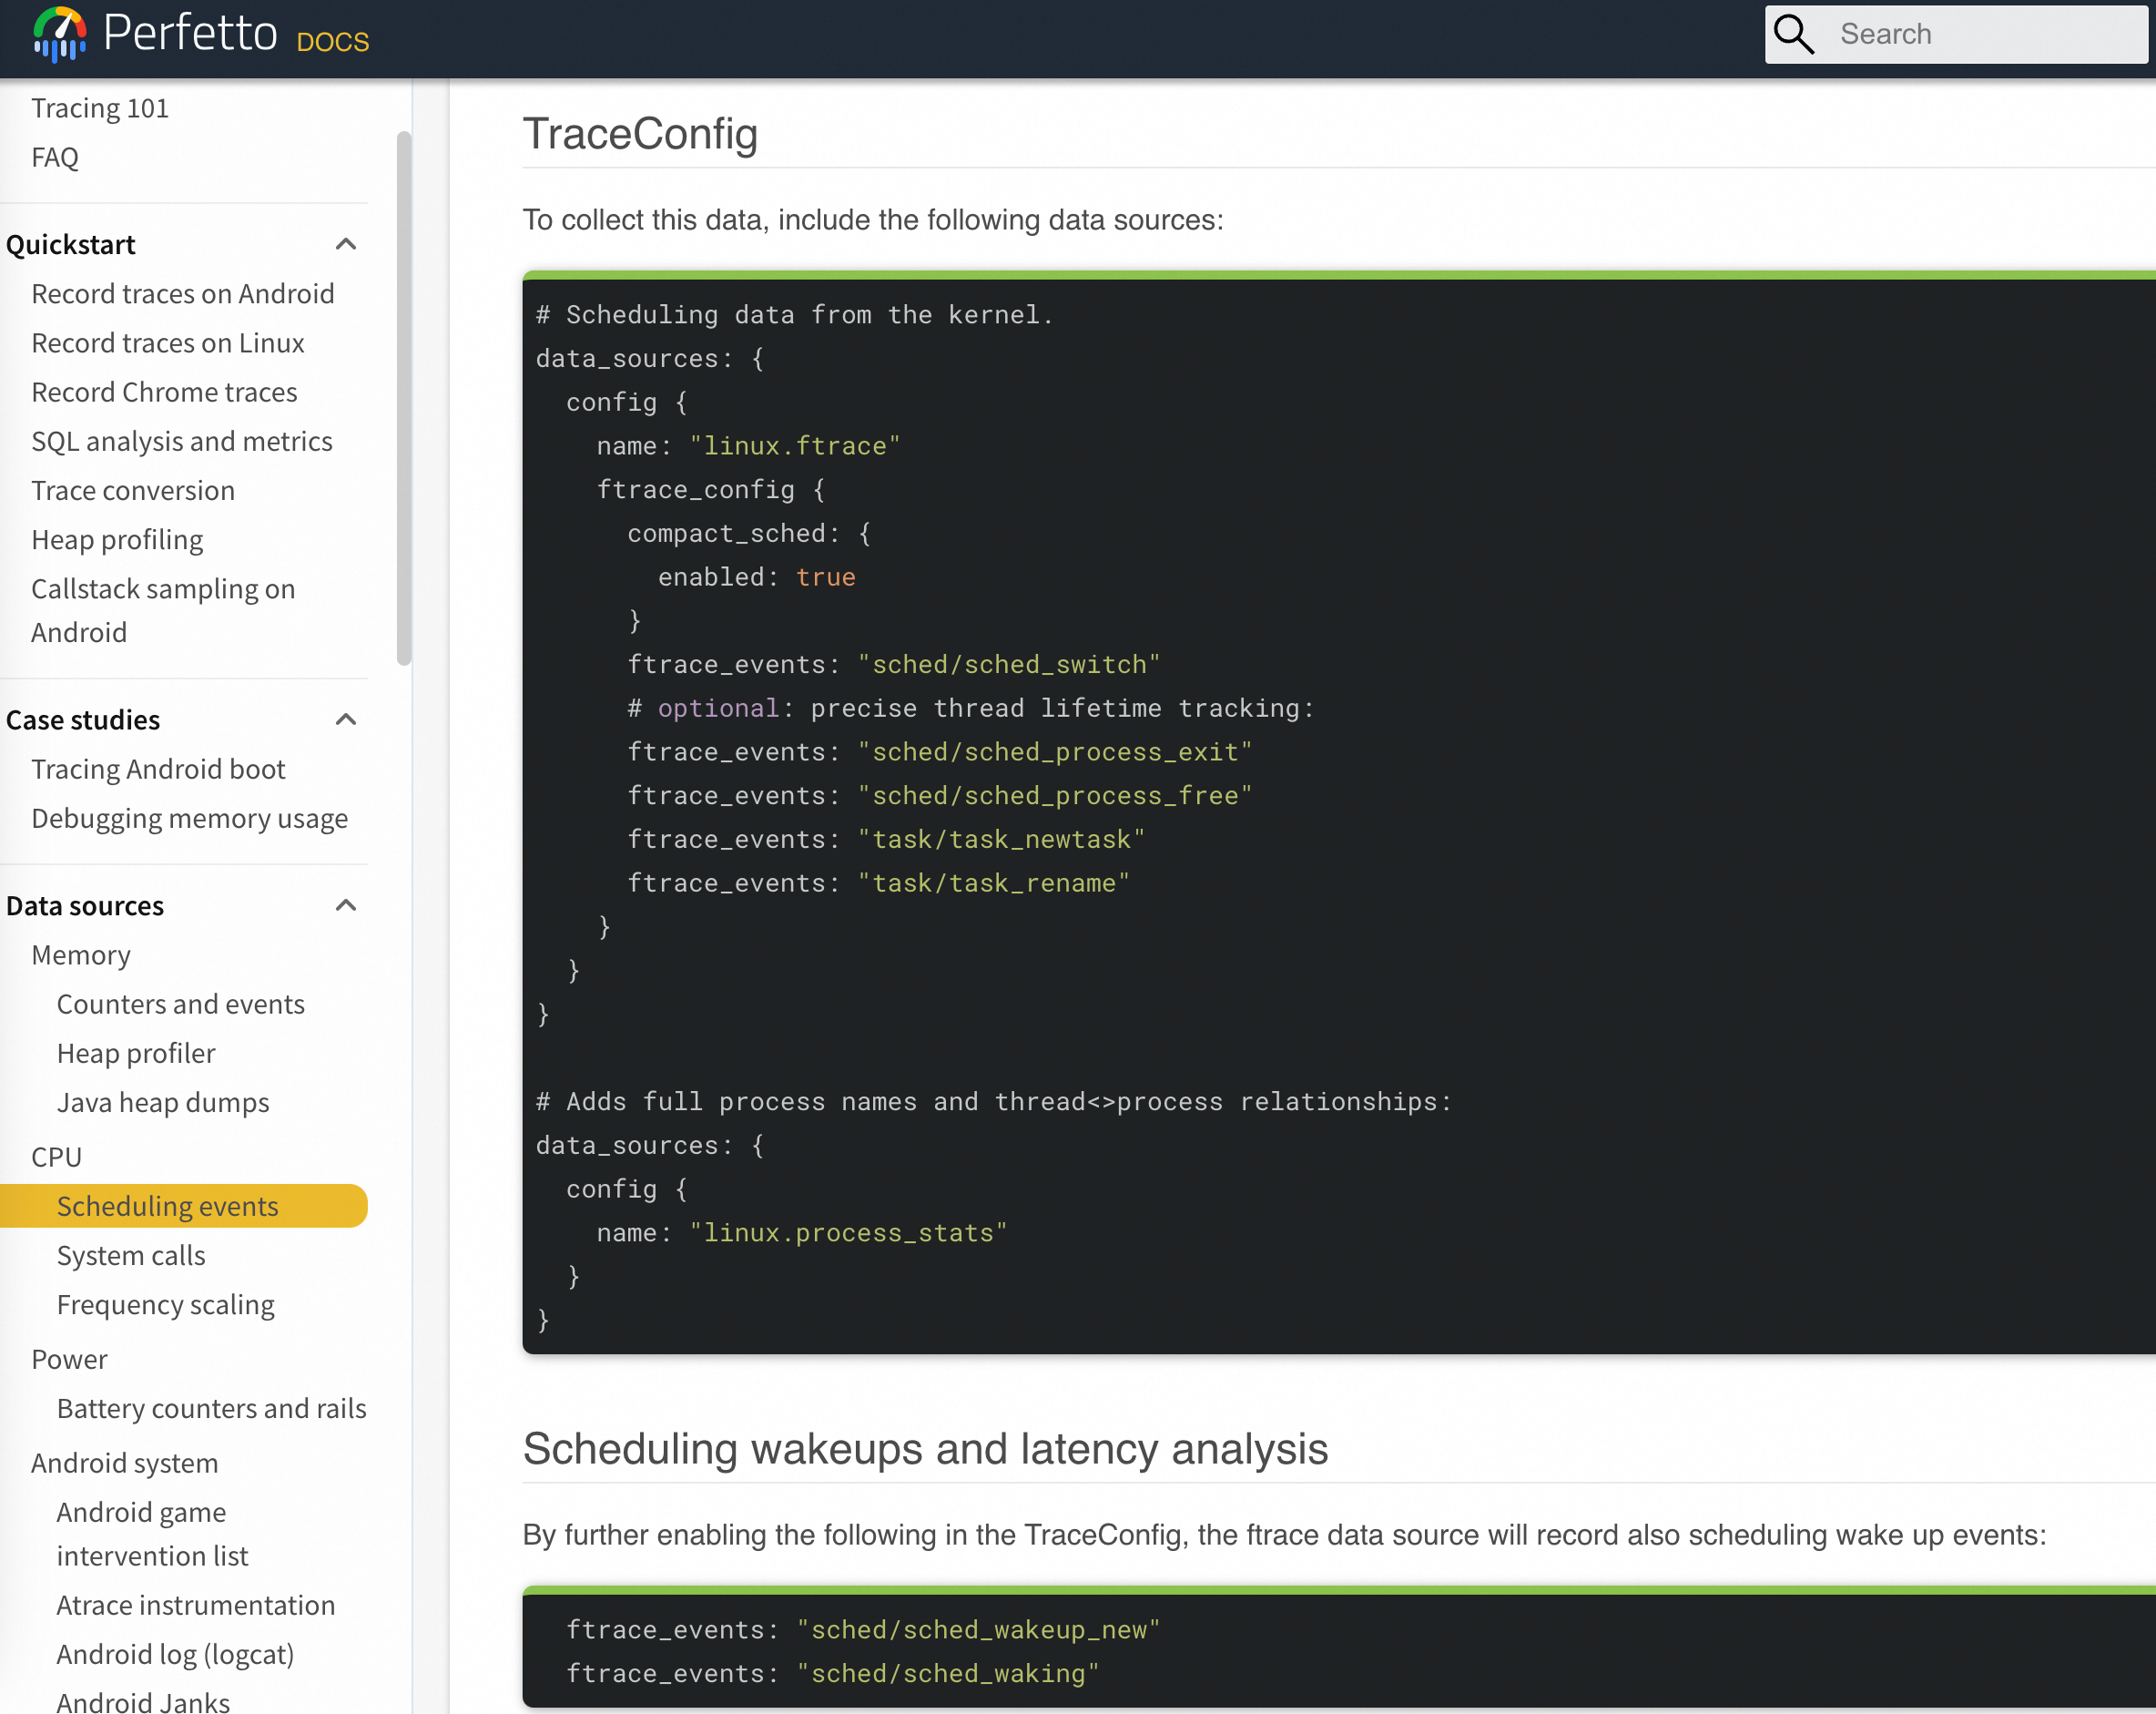 Perfetto DOCS
Search
Tracing 101
FAQ
Quickstart
Record traces on Android
Record traces on Linux
Record Chrome traces
SQL analysis and metrics
Trace conversion
Heap profiling
Callstack sampling on
Android
Case studies
Tracing Android boot
Debugging memory usage
Data sources
Memory
Counters and events
Heap profiler
Java heap dumps
CPU
Scheduling events
System calls
Frequency scaling
Power
Battery counters and rails
Android system
Android game
intervention list
Atrace instrumentation
Android log (logcat)
Android Janks
TraceConfig
To collect this data, include the following data sources:
# Scheduling data from the kernel.
data_sources: {
  config {
    name: "linux.ftrace"
    ftrace_config {
      compact_sched: {
        enabled: true
      }
      ftrace_events: "sched/sched_switch"
      # optional: precise thread lifetime tracking:
      ftrace_events: "sched/sched_process_exit"
      ftrace_events: "sched/sched_process_free"
      ftrace_events: "task/task_newtask"
      ftrace_events: "task/task_rename"
    }
  }
}
# Adds full process names and thread<>process relationships:
data_sources: {
  config {
    name: "linux.process_stats"
  }
}
Scheduling wakeups and latency analysis
By further enabling the following in the TraceConfig, the ftrace data source will record also scheduling wake up events:
  ftrace_events: "sched/sched_wakeup_new"
  ftrace_events: "sched/sched_waking"